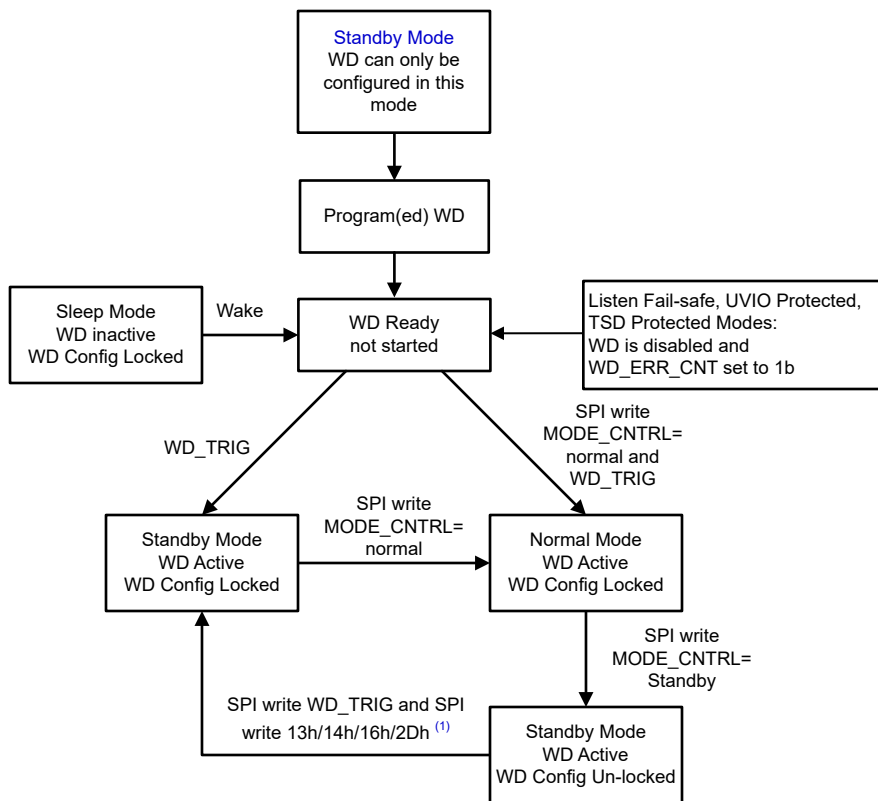 Standby Mode
WD can only be
configured in this
mode
Program(ed) WD
Sleep Mode
WD inactive
WD Config Locked
Wake
WD Ready
not started
Listen Fail-safe, UVIO Protected,
TSD Protected Modes:
WD is disabled and
WD_ERR_CNT set to 1b
WD_TRIG
SPI write
MODE_CNTRL=
normal and
WD_TRIG
Standby Mode
WD Active
WD Config Locked
SPI write
MODE_CNTRL=
normal
Normal Mode
WD Active
WD Config Locked
SPI write
MODE_CNTRL=
Standby
SPI write WD_TRIG and SPI
write 13h/14h/16h/2Dh (1)
Standby Mode
WD Active
WD Config Un-locked